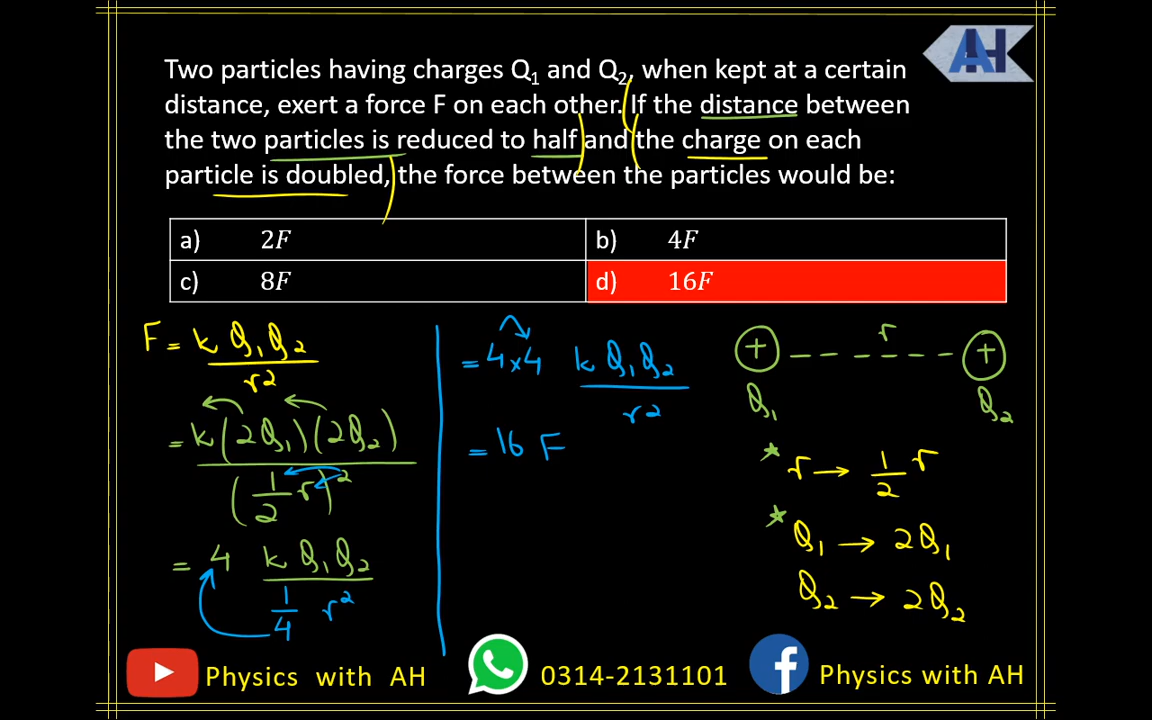 AH
Two particles having charges Q₁ and Q₂, when kept at a certain
distance, exert a force F on each other. If the distance between
the two particles is reduced to half and the charge on each
particle is doubled, the force between the particles would be:
a) 2F
b) 4F
c) 8F
d) 16F
F = k Q₁Q₂
r²
= k(2Q₁)(2Q₂)
(1/2 r)²
= 4 k Q₁Q₂
1/4 r²
= 4×4 k Q₁Q₂
r²
= 16 F
+ r +
Q₁ Q₂
* r → 1/2 r
* Q₁ → 2Q₁
Q₂ → 2Q₂
Physics with AH
0314-2131101
Physics with AH